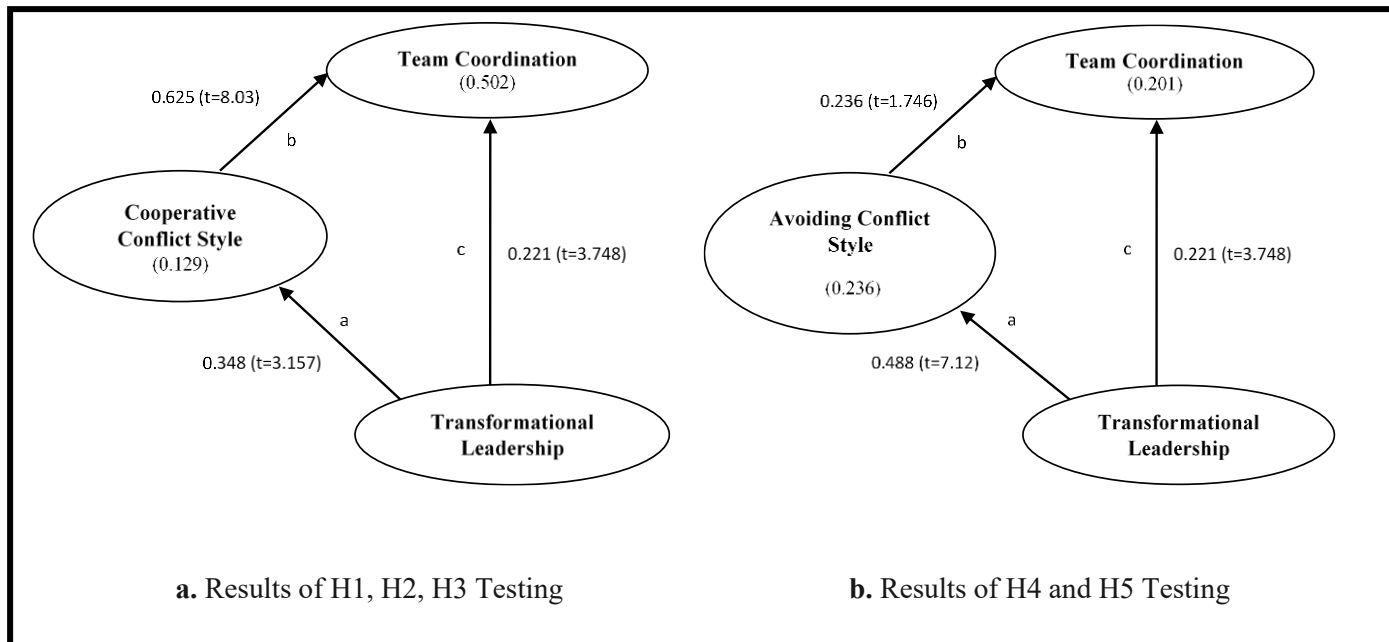 Team Coordination
(0.502)
0.625 (t=8.03)
b
Cooperative
Conflict Style
(0.129)
c
0.221 (t=3.748)
a
0.348 (t=3.157)
Transformational
Leadership
a. Results of H1, H2, H3 Testing
Team Coordination
(0.201)
0.236 (t=1.746)
b
Avoiding Conflict
Style
(0.236)
c
0.221 (t=3.748)
a
0.488 (t=7.12)
Transformational
Leadership
b. Results of H4 and H5 Testing